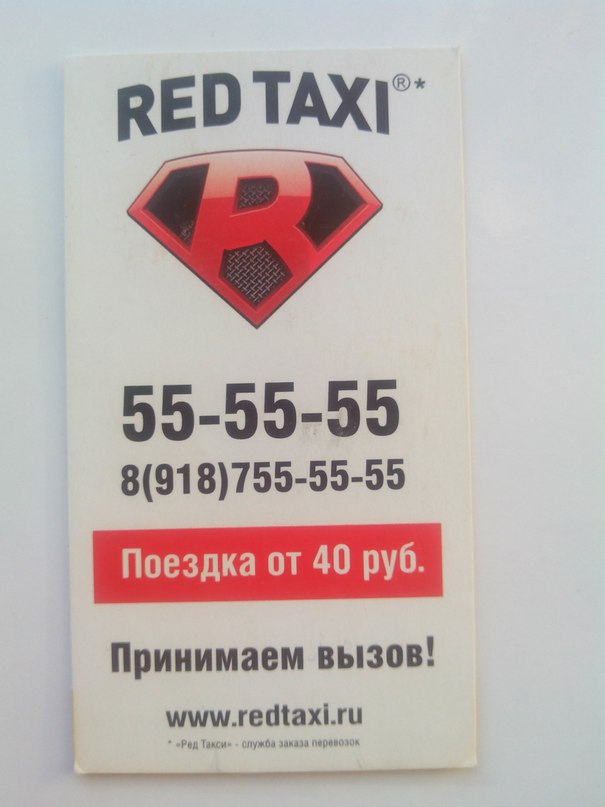 RED TAXI®*
R
55-55-55
8(918)755-55-55
Поездка от 40 руб.
Принимаем вызов!
www.redtaxi.ru
* «Ред Такси» - служба заказа перевозок